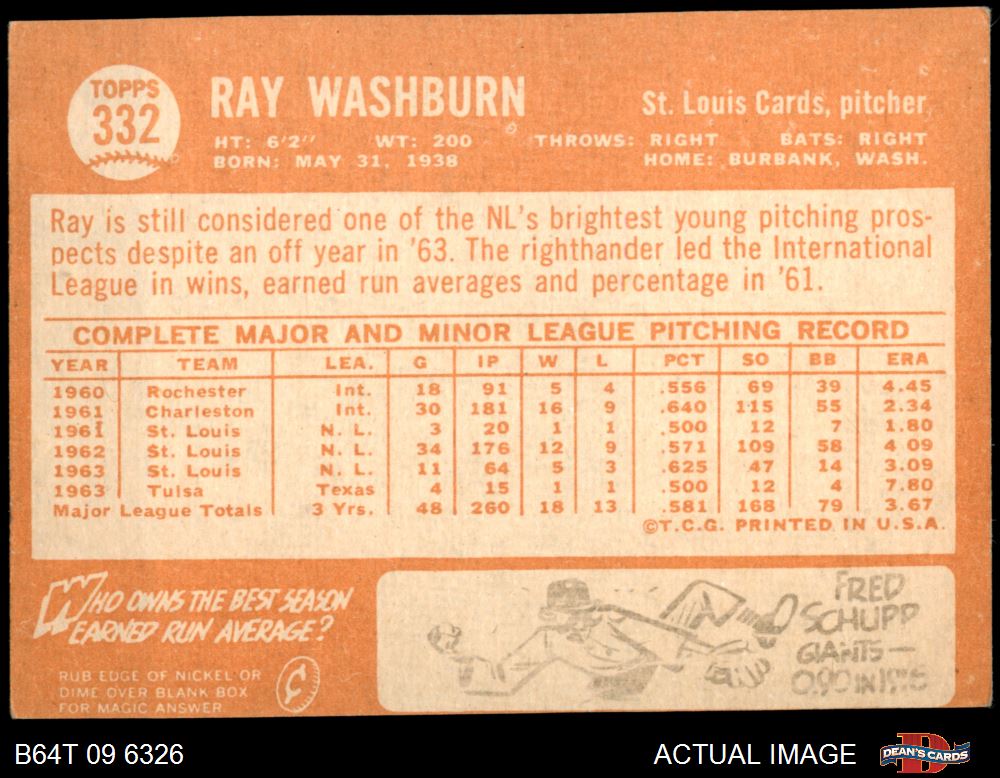 TOPPS
332
RAY WASHBURN
St. Louis Cards, pitcher
HT: 6'2" WT: 200 THROWS: RIGHT BATS: RIGHT
BORN: MAY 31, 1938 HOME: BURBANK, WASH.
Ray is still considered one of the NL's brightest young pitching pros-
pects despite an off year in '63. The righthander led the International
League in wins, earned run averages and percentage in '61.
COMPLETE MAJOR AND MINOR LEAGUE PITCHING RECORD
YEAR TEAM LEA. G IP W L PCT SO BB ERA
1960 Rochester Int. 18 91 5 4 .556 69 39 4.45
1961 Charleston Int. 30 181 16 9 .640 115 55 2.34
1961 St. Louis N. L. 3 20 1 1 .500 12 7 1.80
1962 St. Louis N. L. 34 176 12 9 .571 109 58 4.09
1963 St. Louis N. L. 11 64 5 3 .625 47 14 3.09
1963 Tulsa Texas 4 15 1 1 .500 12 4 7.80
Major League Totals 3 Yrs. 48 260 18 13 .581 168 79 3.67
©T.C.G. PRINTED IN U.S.A.
WHO OWNS THE BEST SEASON
EARNED RUN AVERAGE?
RUB EDGE OF NICKEL OR
DIME OVER BLANK BOX
FOR MAGIC ANSWER
FRED
SCHUPP
GIANTS—
0.90 IN 1916
B64T 09 6326
ACTUAL IMAGE
DEAN'S CARDS